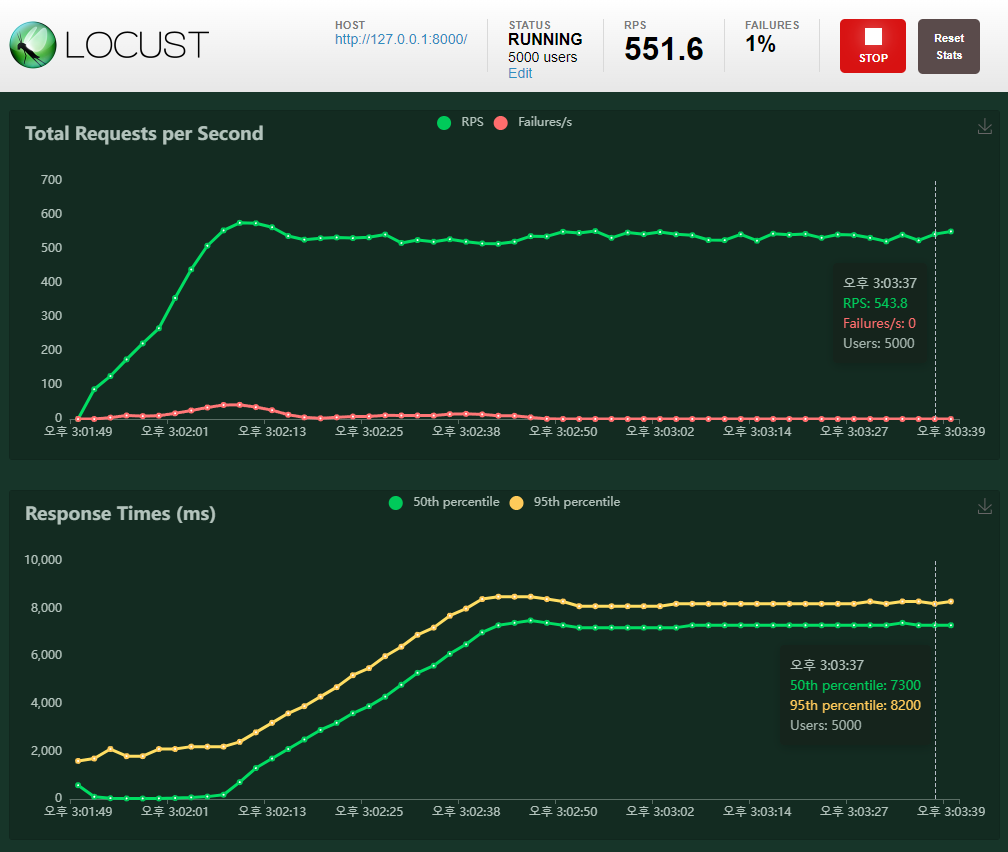 LOCUST
HOST
http://127.0.0.1:8000/
STATUS
RUNNING
5000 users
Edit
RPS
551.6
FAILURES
1%
STOP
Reset
Stats
Total Requests per Second
RPS
Failures/s
700
600
500
400
300
200
100
0
오후 3:01:49
오후 3:02:01
오후 3:02:13
오후 3:02:25
오후 3:02:38
오후 3:02:50
오후 3:03:02
오후 3:03:14
오후 3:03:27
오후 3:03:39
오후 3:03:37
RPS: 543.8
Failures/s: 0
Users: 5000
Response Times (ms)
50th percentile
95th percentile
10,000
8,000
6,000
4,000
2,000
0
오후 3:01:49
오후 3:02:01
오후 3:02:13
오후 3:02:25
오후 3:02:38
오후 3:02:50
오후 3:03:02
오후 3:03:14
오후 3:03:27
오후 3:03:39
오후 3:03:37
50th percentile: 7300
95th percentile: 8200
Users: 5000